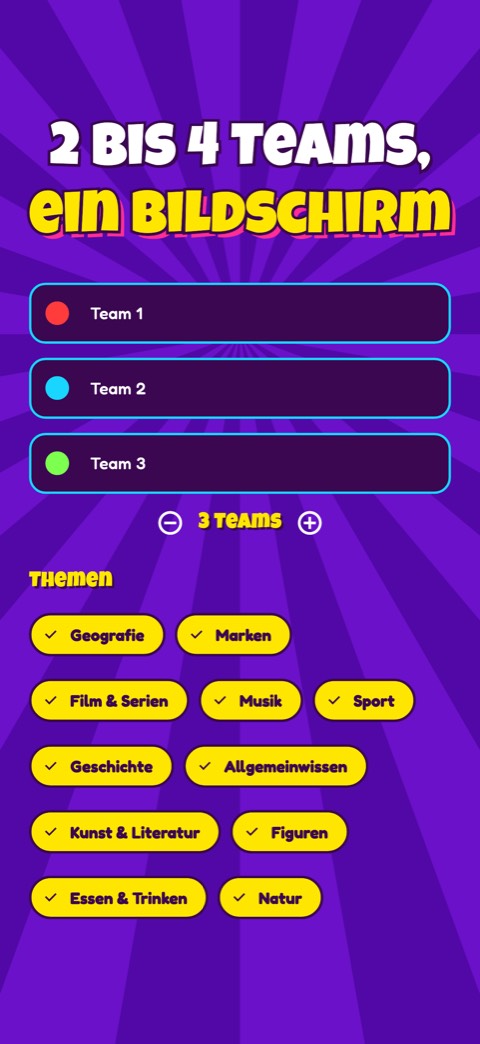 2 BIS 4 Teams,
ein BILDSCHIRM
Team 1
Team 2
Team 3
3 Teams
Themen
Geografie Marken
Film & Serien Musik Sport
Geschichte Allgemeinwissen
Kunst & Literatur Figuren
Essen & Trinken Natur